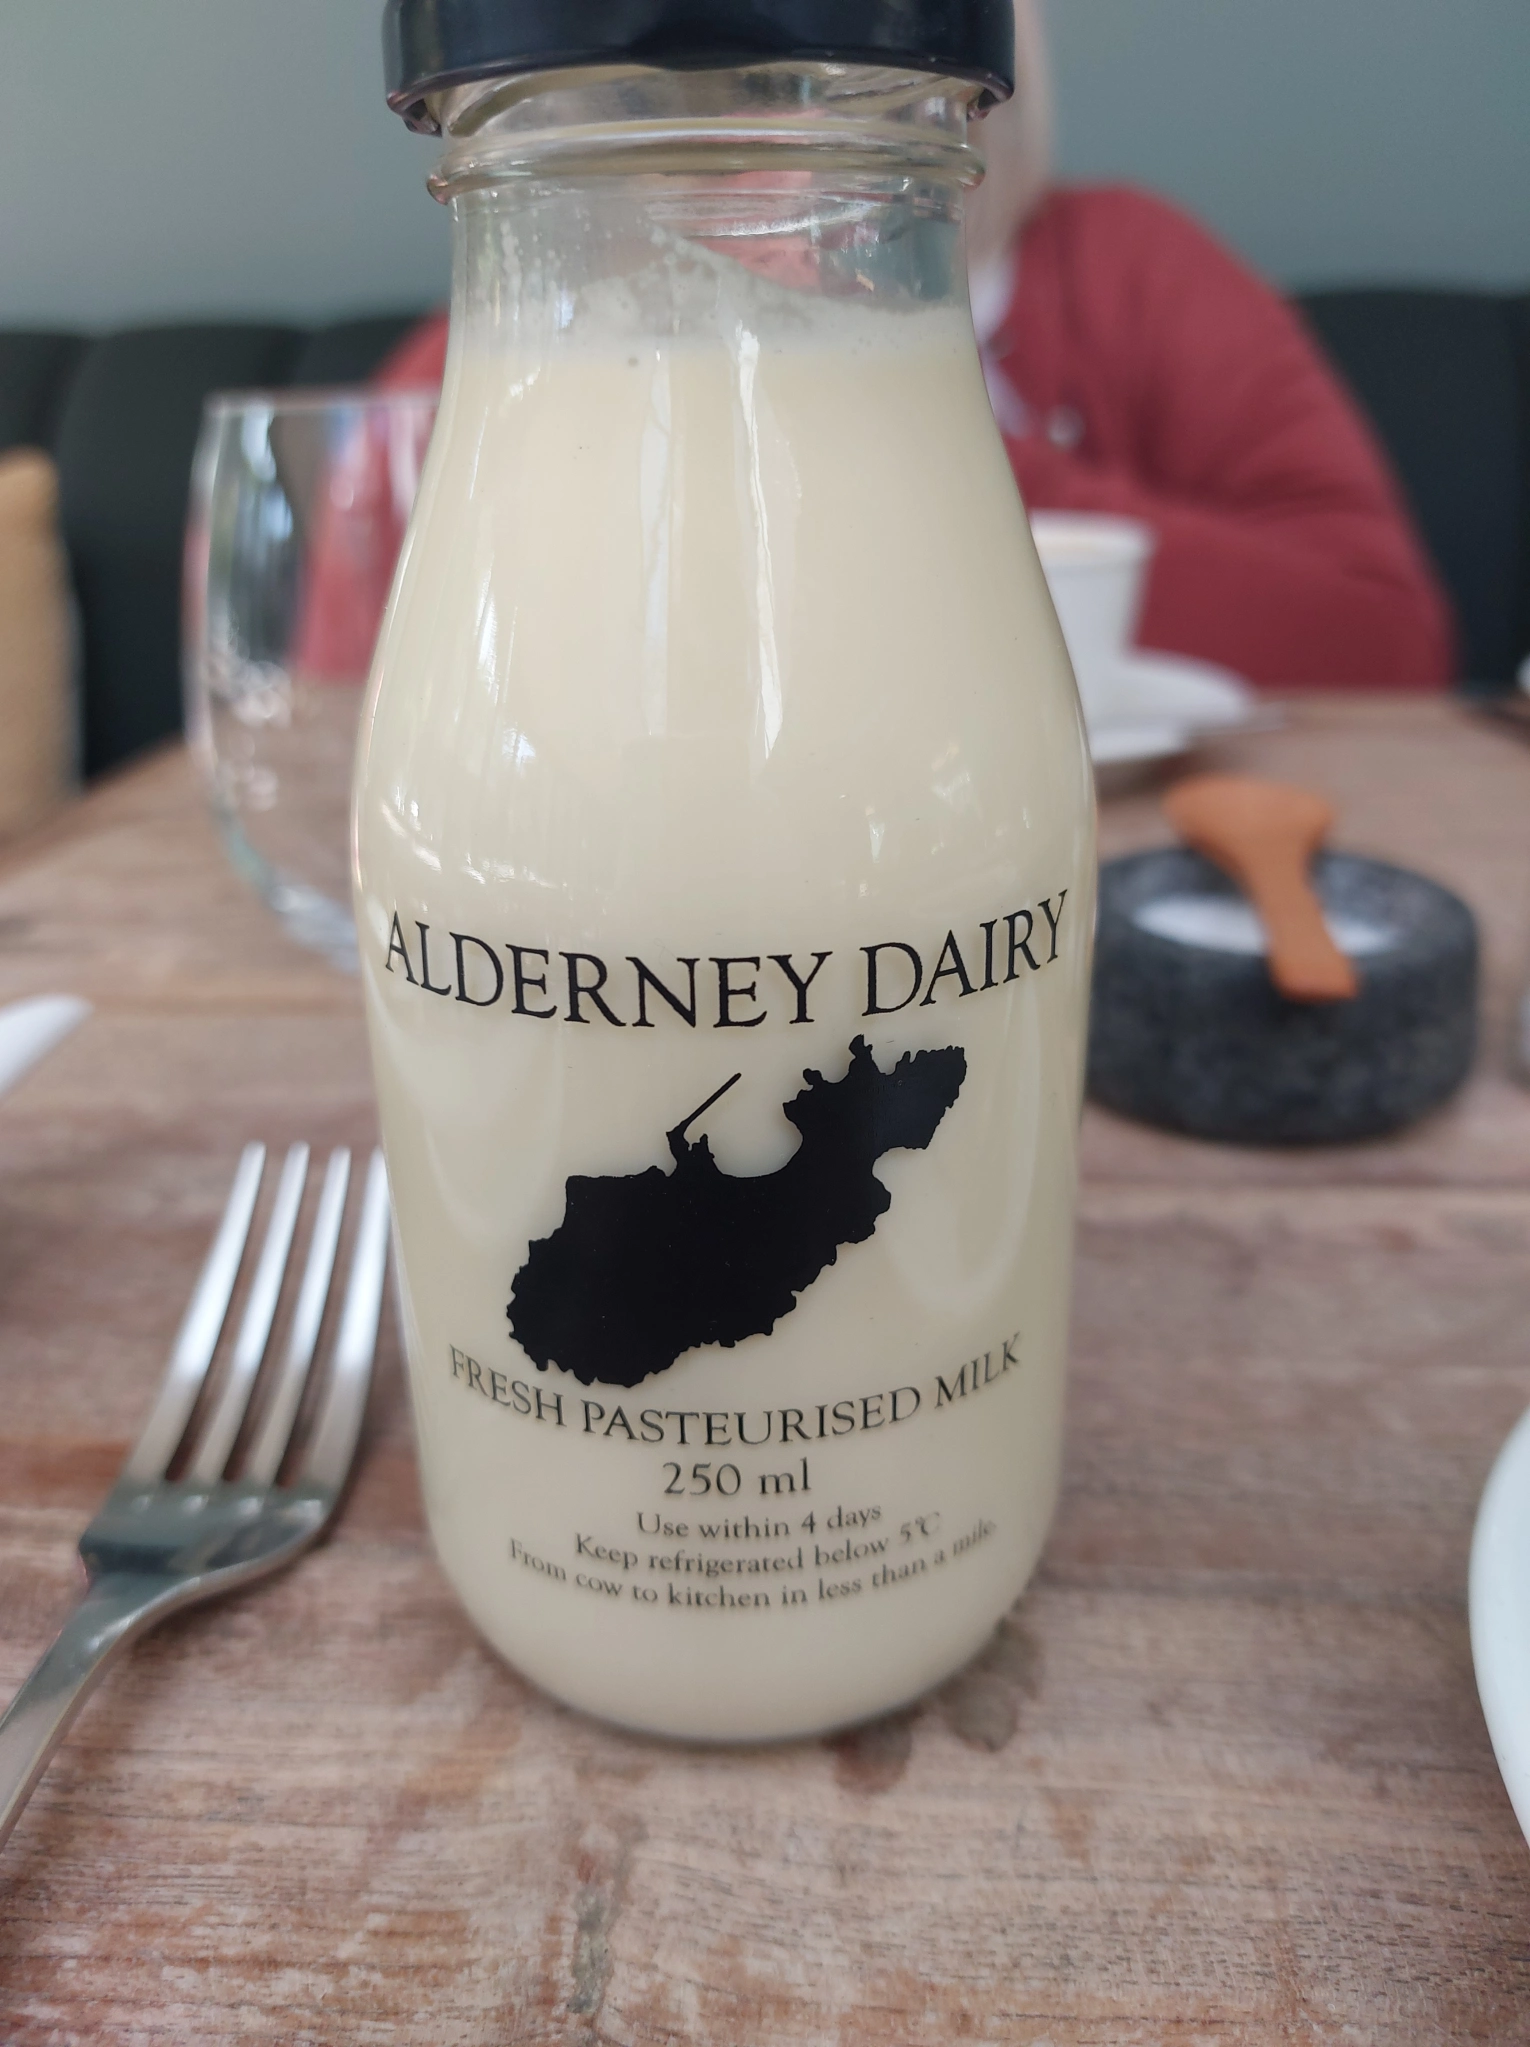 ALDERNEY DAIRY
FRESH PASTEURISED MILK
250 ml
Use within 4 days
Keep refrigerated below 5°C
From cow to kitchen in less than a mile.